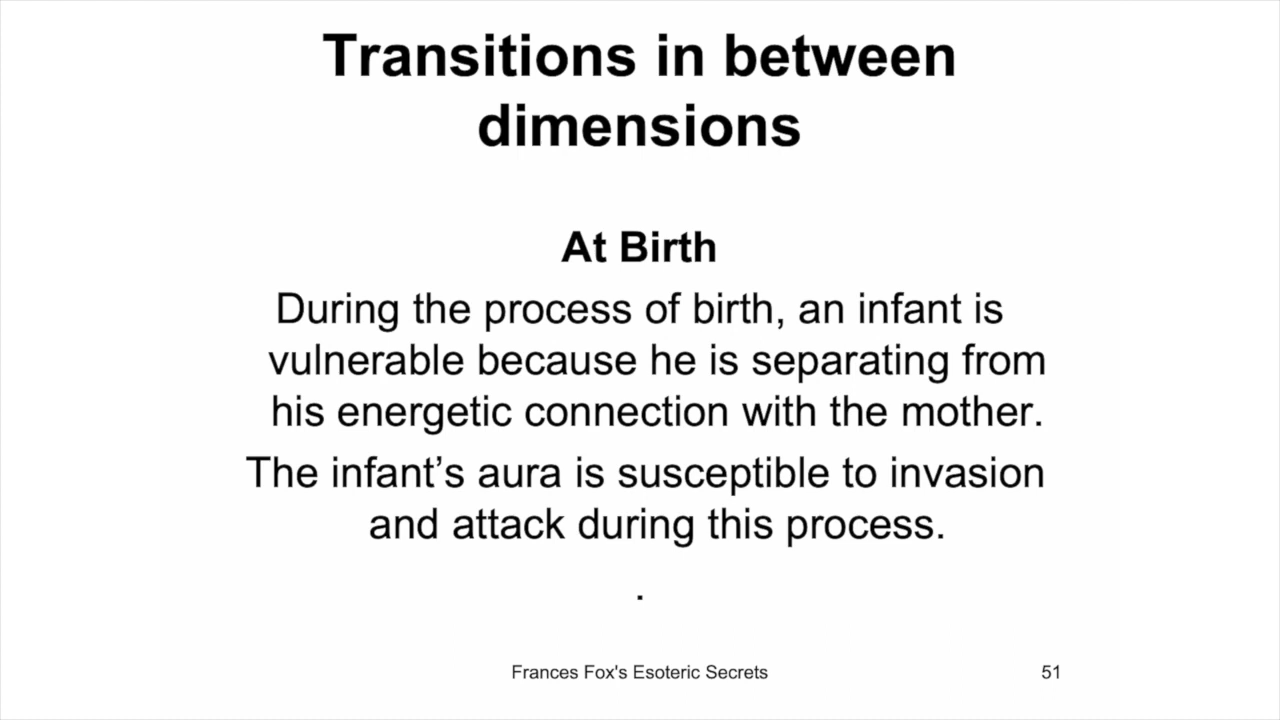 Transitions in between
dimensions
At Birth
During the process of birth, an infant is
vulnerable because he is separating from
his energetic connection with the mother.
The infant’s aura is susceptible to invasion
and attack during this process.
.
Frances Fox's Esoteric Secrets 51